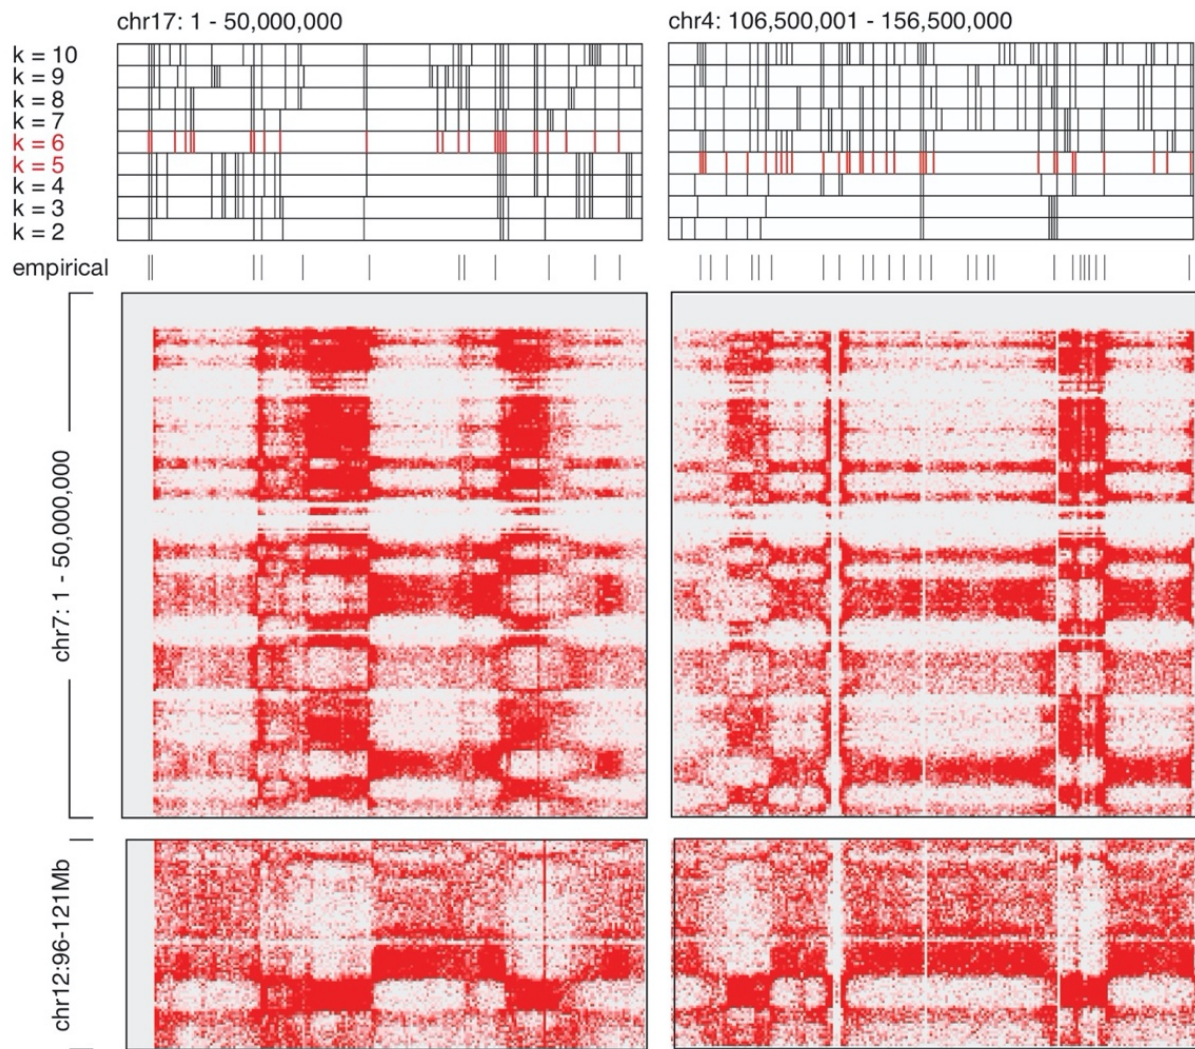 chr17: 1 - 50,000,000
chr4: 106,500,001 - 156,500,000
k = 10
k = 9
k = 8
k = 7
k = 6
k = 5
k = 4
k = 3
k = 2
empirical
chr7: 1 - 50,000,000
chr12:96-121Mb